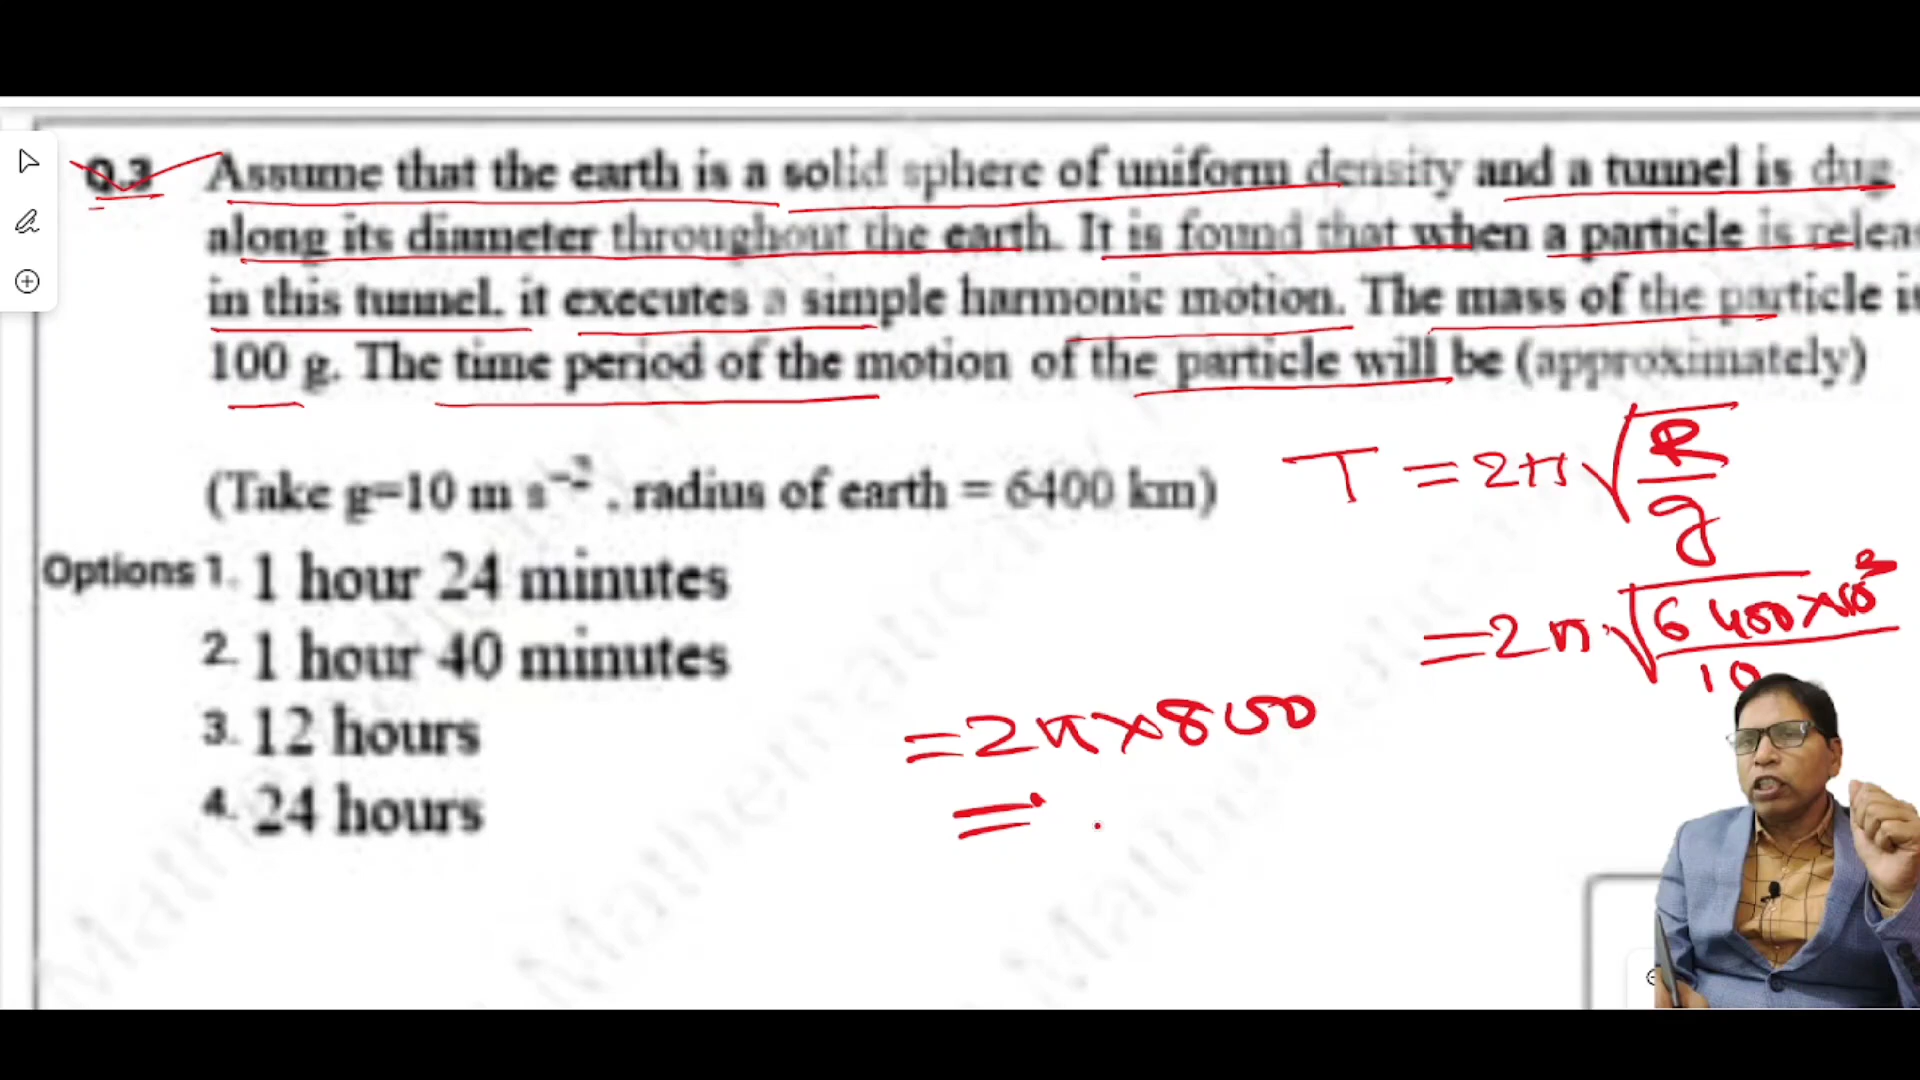 Q.3 Assume that the earth is a solid sphere of uniform density and a tunnel is dug
along its diameter throughout the earth. It is found that when a particle is releas
in this tunnel. it executes a simple harmonic motion. The mass of the particle is
100 g. The time period of the motion of the particle will be (approximately)
(Take g=10 m s⁻² . radius of earth = 6400 km)
T = 2π√(R/g)
= 2π√(6400×10³/10)
= 2π×800
=
Options 1. 1 hour 24 minutes
2. 1 hour 40 minutes
3. 12 hours
4. 24 hours